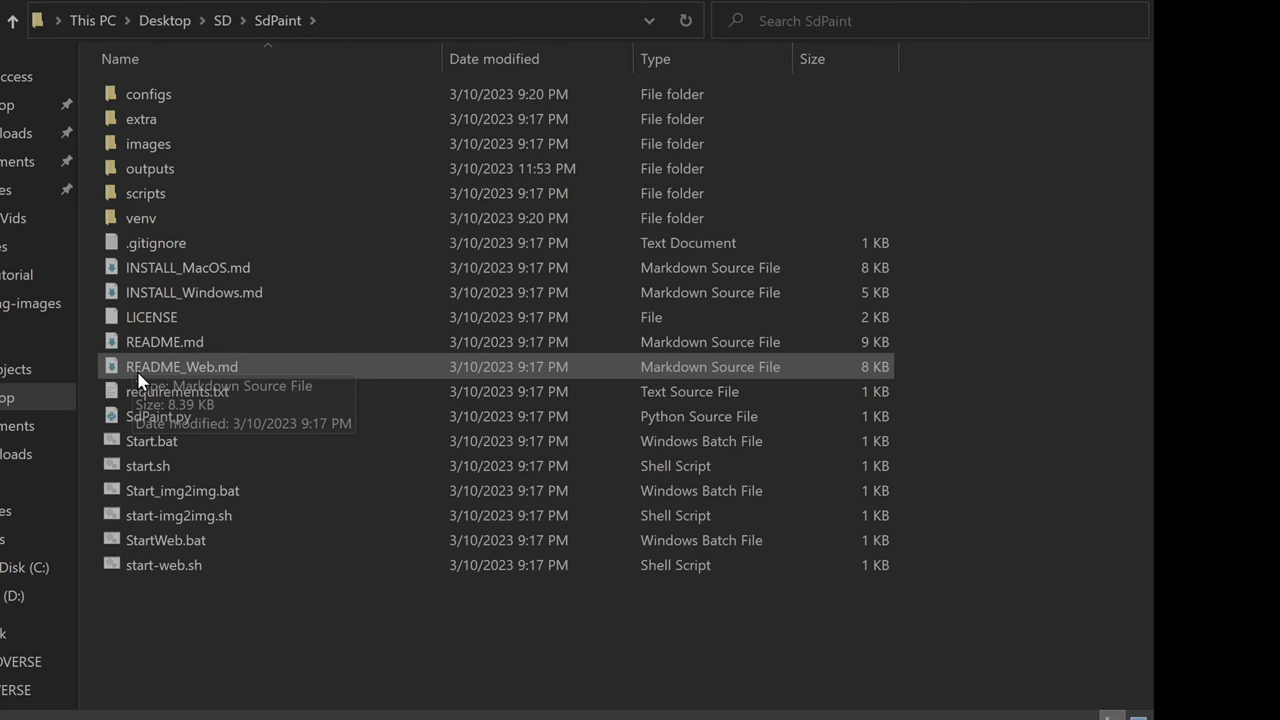 This PC > Desktop > SD > SdPaint >
Search SdPaint
Name Date modified Type Size
ccess
op
oads
ments
es
Vids
s
torial
ng-images
ojects
op
ments
oads
es
s
Disk (C:)
(D:)
k
OVERSE
VERSE
configs 3/10/2023 9:20 PM File folder
extra 3/10/2023 9:17 PM File folder
images 3/10/2023 9:17 PM File folder
outputs 3/10/2023 11:53 PM File folder
scripts 3/10/2023 9:17 PM File folder
venv 3/10/2023 9:20 PM File folder
.gitignore 3/10/2023 9:17 PM Text Document 1 KB
INSTALL_MacOS.md 3/10/2023 9:17 PM Markdown Source File 8 KB
INSTALL_Windows.md 3/10/2023 9:17 PM Markdown Source File 5 KB
LICENSE 3/10/2023 9:17 PM File 2 KB
README.md 3/10/2023 9:17 PM Markdown Source File 9 KB
README_Web.md 3/10/2023 9:17 PM Markdown Source File 8 KB
Type: Markdown Source File
requirements.txt 3/10/2023 9:17 PM Text Source File 1 KB
Size: 8.39 KB
SdPaint.py 3/10/2023 9:17 PM Python Source File 1 KB
Date modified: 3/10/2023 9:17 PM
Start.bat 3/10/2023 9:17 PM Windows Batch File 1 KB
start.sh 3/10/2023 9:17 PM Shell Script 1 KB
Start_img2img.bat 3/10/2023 9:17 PM Windows Batch File 1 KB
start-img2img.sh 3/10/2023 9:17 PM Shell Script 1 KB
StartWeb.bat 3/10/2023 9:17 PM Windows Batch File 1 KB
start-web.sh 3/10/2023 9:17 PM Shell Script 1 KB